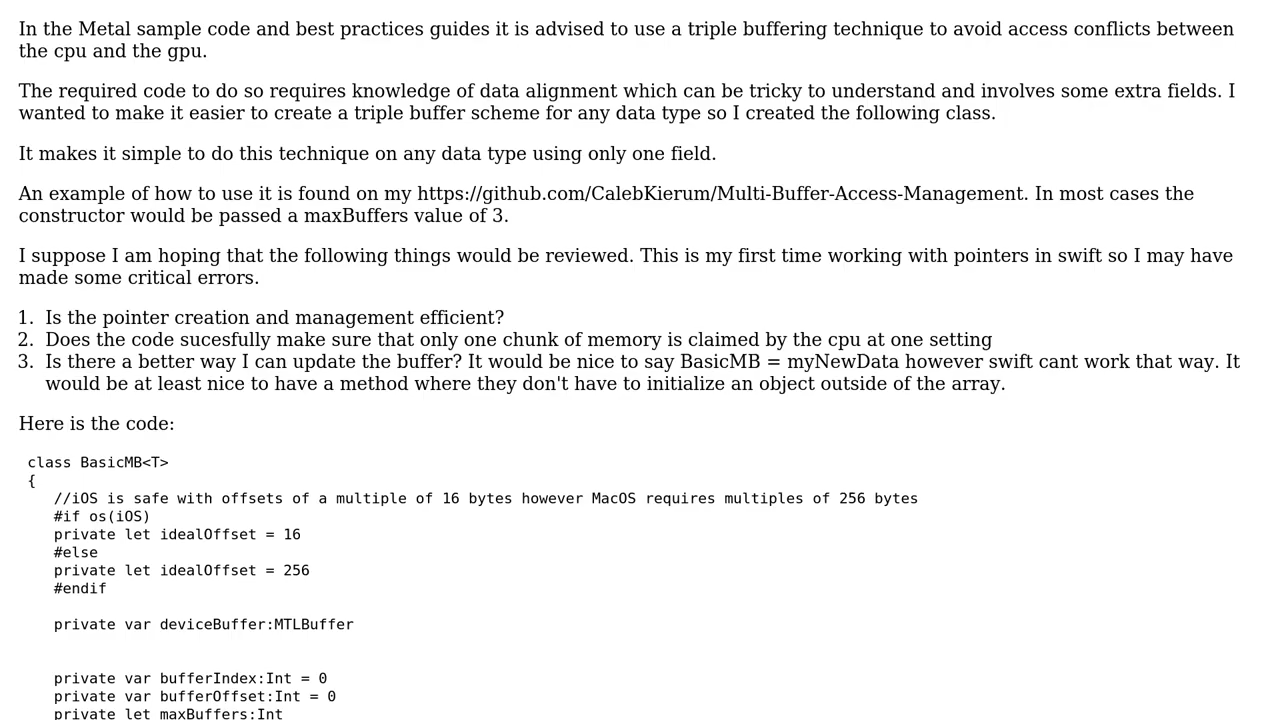 In the Metal sample code and best practices guides it is advised to use a triple buffering technique to avoid access conflicts between
the cpu and the gpu.
The required code to do so requires knowledge of data alignment which can be tricky to understand and involves some extra fields. I
wanted to make it easier to create a triple buffer scheme for any data type so I created the following class.
It makes it simple to do this technique on any data type using only one field.
An example of how to use it is found on my https://github.com/CalebKierum/Multi-Buffer-Access-Management. In most cases the
constructor would be passed a maxBuffers value of 3.
I suppose I am hoping that the following things would be reviewed. This is my first time working with pointers in swift so I may have
made some critical errors.
1. Is the pointer creation and management efficient?
2. Does the code sucesfully make sure that only one chunk of memory is claimed by the cpu at one setting
3. Is there a better way I can update the buffer? It would be nice to say BasicMB = myNewData however swift cant work that way. It
would be at least nice to have a method where they don't have to initialize an object outside of the array.
Here is the code:
class BasicMB<T>
{
//iOS is safe with offsets of a multiple of 16 bytes however MacOS requires multiples of 256 bytes
#if os(iOS)
private let idealOffset = 16
#else
private let idealOffset = 256
#endif
private var deviceBuffer:MTLBuffer
private var bufferIndex:Int = 0
private var bufferOffset:Int = 0
private let maxBuffers:Int